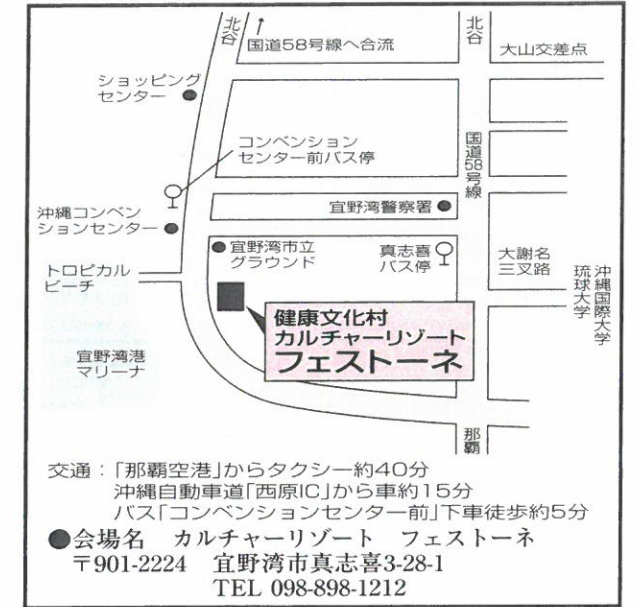 北谷
国道58号線へ合流
北谷
大山交差点
ショッピング
センター
コンベンション
センター前バス停
国道58号線
宜野湾警察署
沖縄コンベン
ションセンター
宜野湾市立
グラウンド
真志喜
バス停
大謝名
三叉路
沖縄国際大学
琉球大学
トロピカル
ビーチ
健康文化村
カルチャーリゾート
フェストーネ
宜野湾港
マリーナ
那覇
交通：「那覇空港」からタクシー約40分
沖縄自動車道「西原IC」から車約15分
バス「コンベンションセンター前」下車徒歩約5分
●会場名　カルチャーリゾート　フェストーネ
〒901-2224　宜野湾市真志喜3-28-1
TEL 098-898-1212